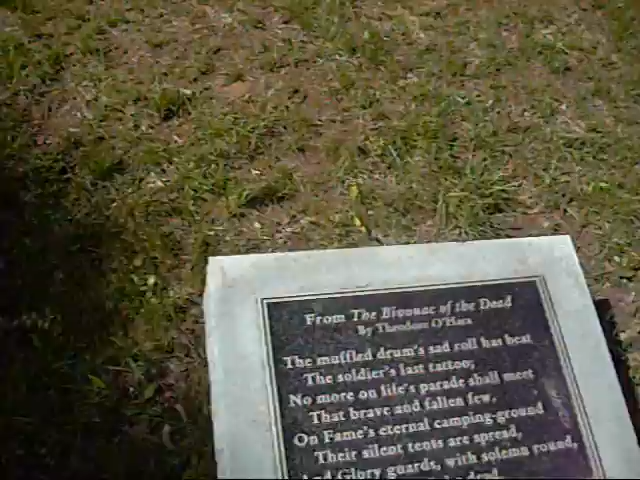 From The Bivouac of the Dead
By Theodore O'Hara
The muffled drum's sad roll has beat
The soldier's last tattoo;
No more on life's parade shall meet
That brave and fallen few.
On Fame's eternal camping-ground
Their silent tents are spread,
And Glory guards, with solemn round,